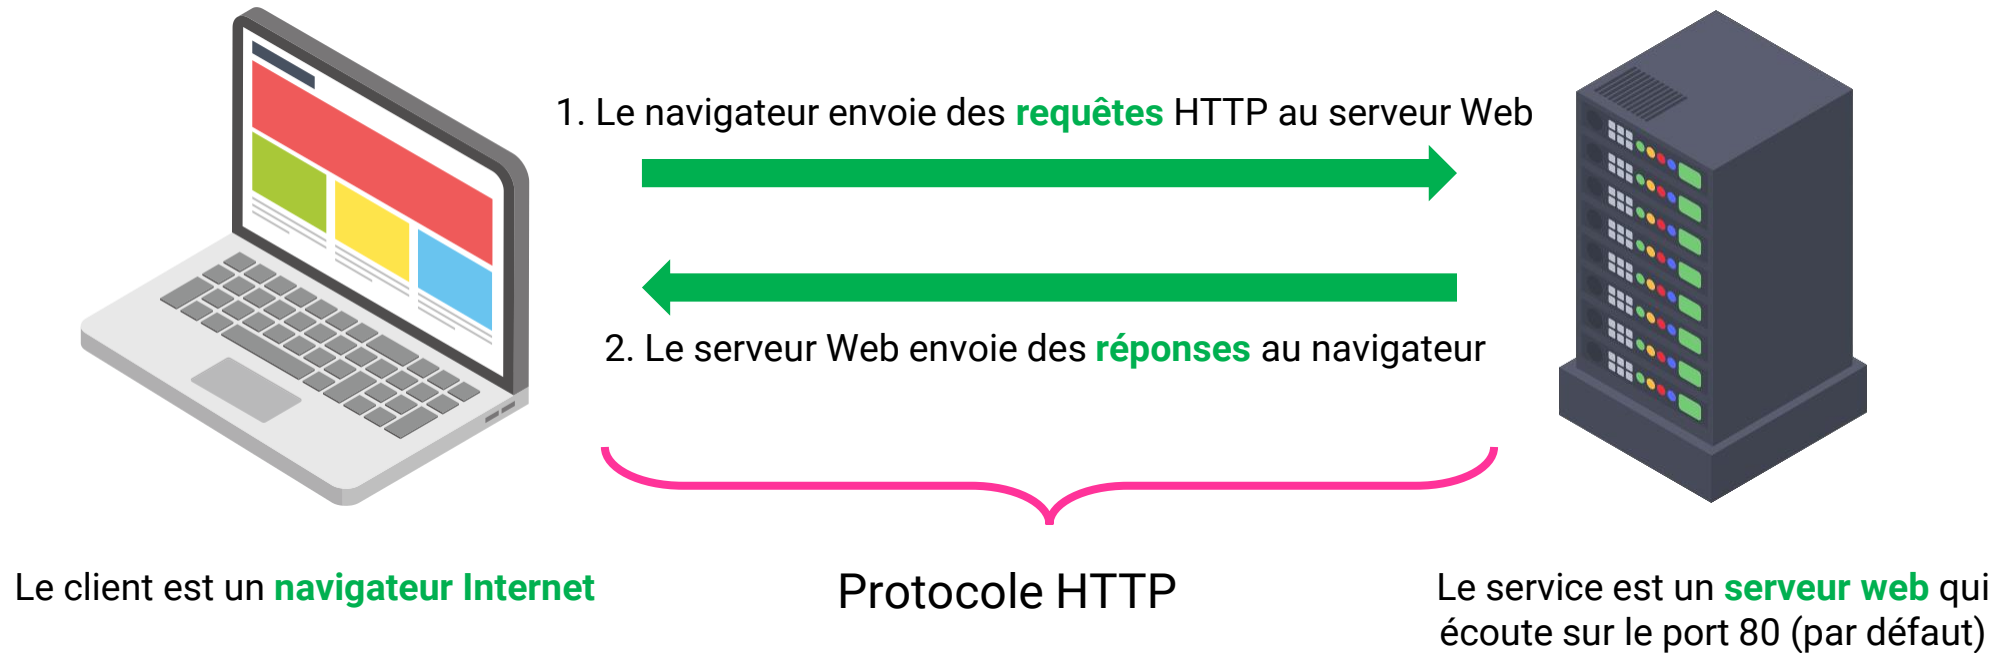 1. Le navigateur envoie des requêtes HTTP au serveur Web
2. Le serveur Web envoie des réponses au navigateur
Le client est un navigateur Internet
Protocole HTTP
Le service est un serveur web qui
écoute sur le port 80 (par défaut)